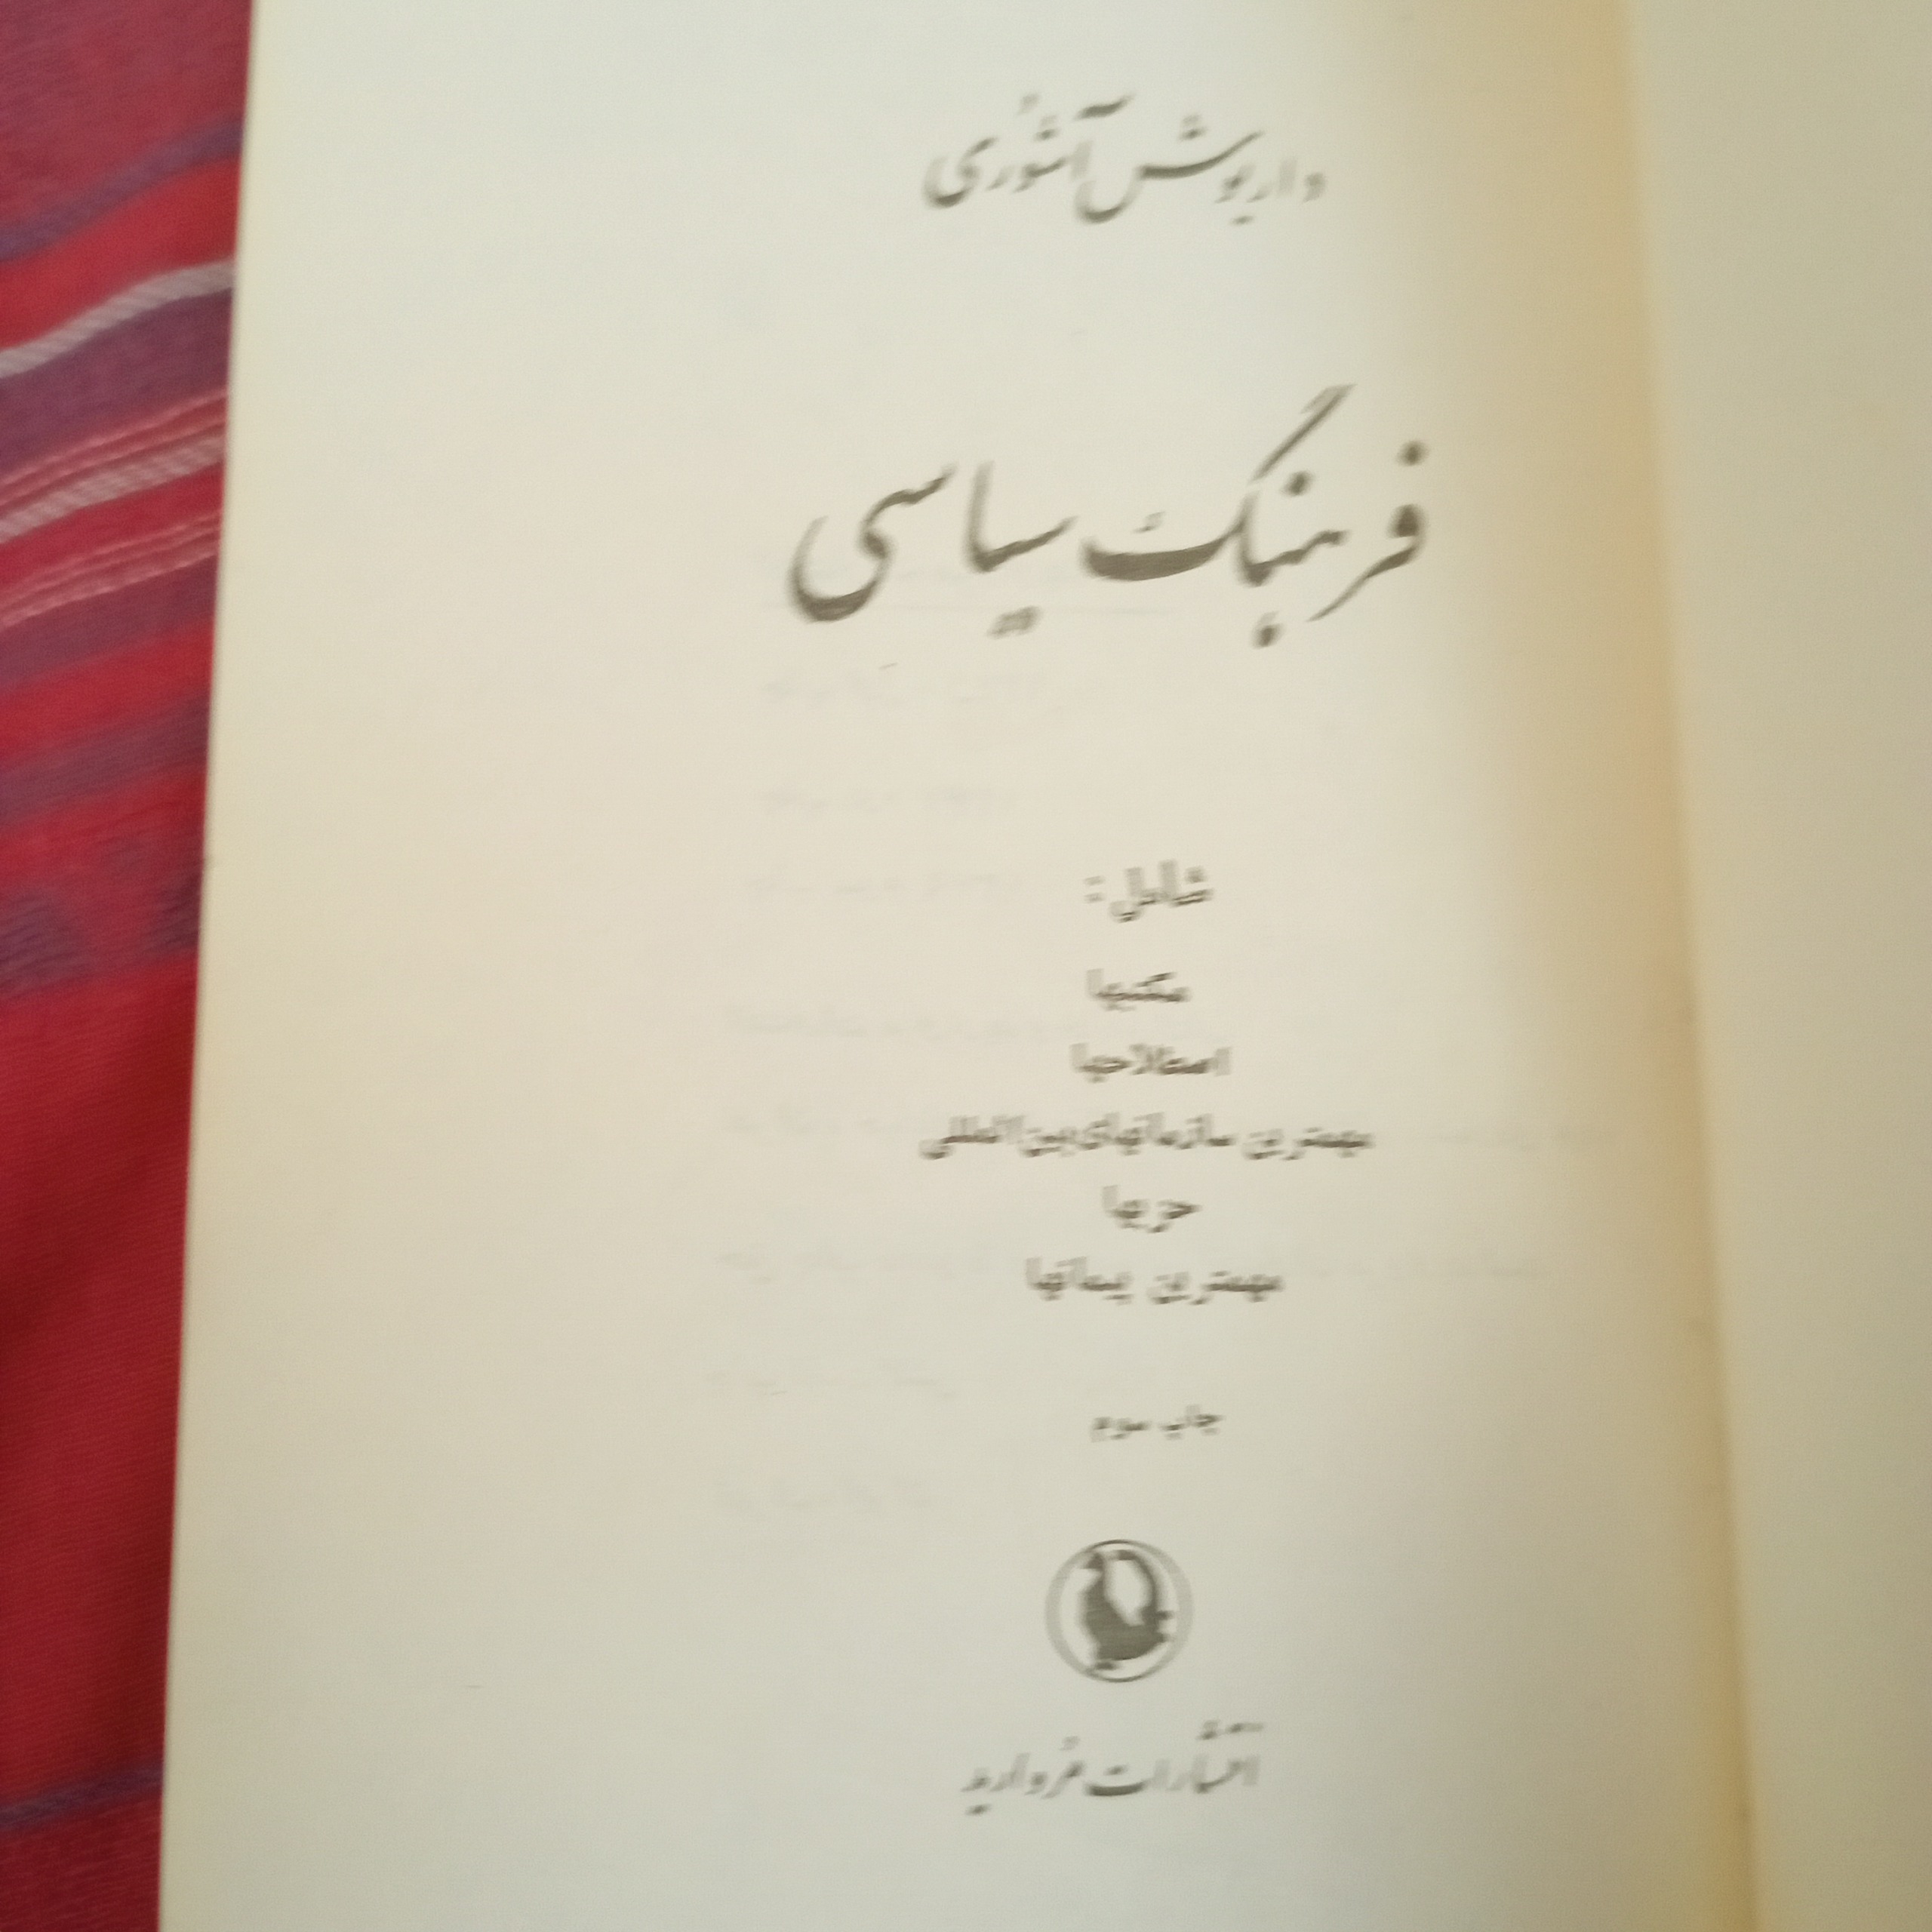 داریوش آشوری
فرهنگ سیاسی
شامل:
مکتبها
اصطلاحها
مهمترین سازمانهای بین‌المللی
حزبها
مهمترین پیمانها
چاپ سوم
انتشارات مروارید